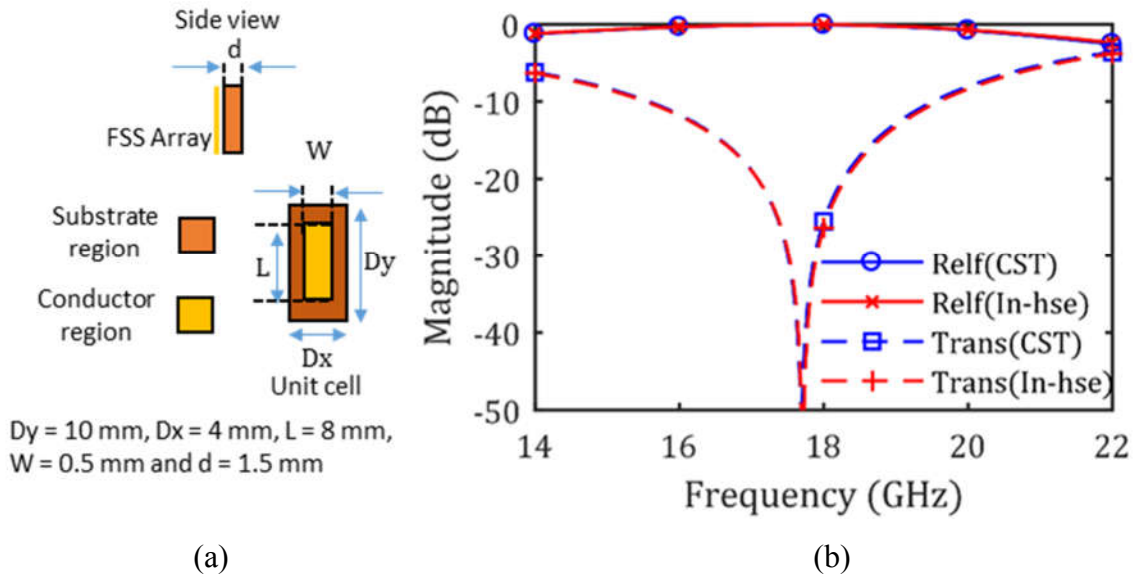 Side view
d
FSS Array
W
Substrate
region
L
Dy
Conductor
region
Dx
Unit cell
Dy = 10 mm, Dx = 4 mm, L = 8 mm,
W = 0.5 mm and d = 1.5 mm
(a)
0
-10
-20
-30
-40
-50
Magnitude (dB)
Relf(CST)
Relf(In-hse)
Trans(CST)
Trans(In-hse)
14 16 18 20 22
Frequency (GHz)
(b)